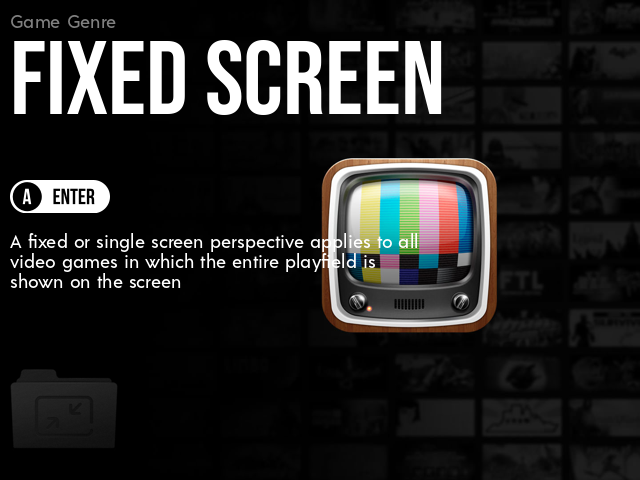 Game Genre
FIXED SCREEN
A ENTER
A fixed or single screen perspective applies to all
video games in which the entire playfield is
shown on the screen
FTL